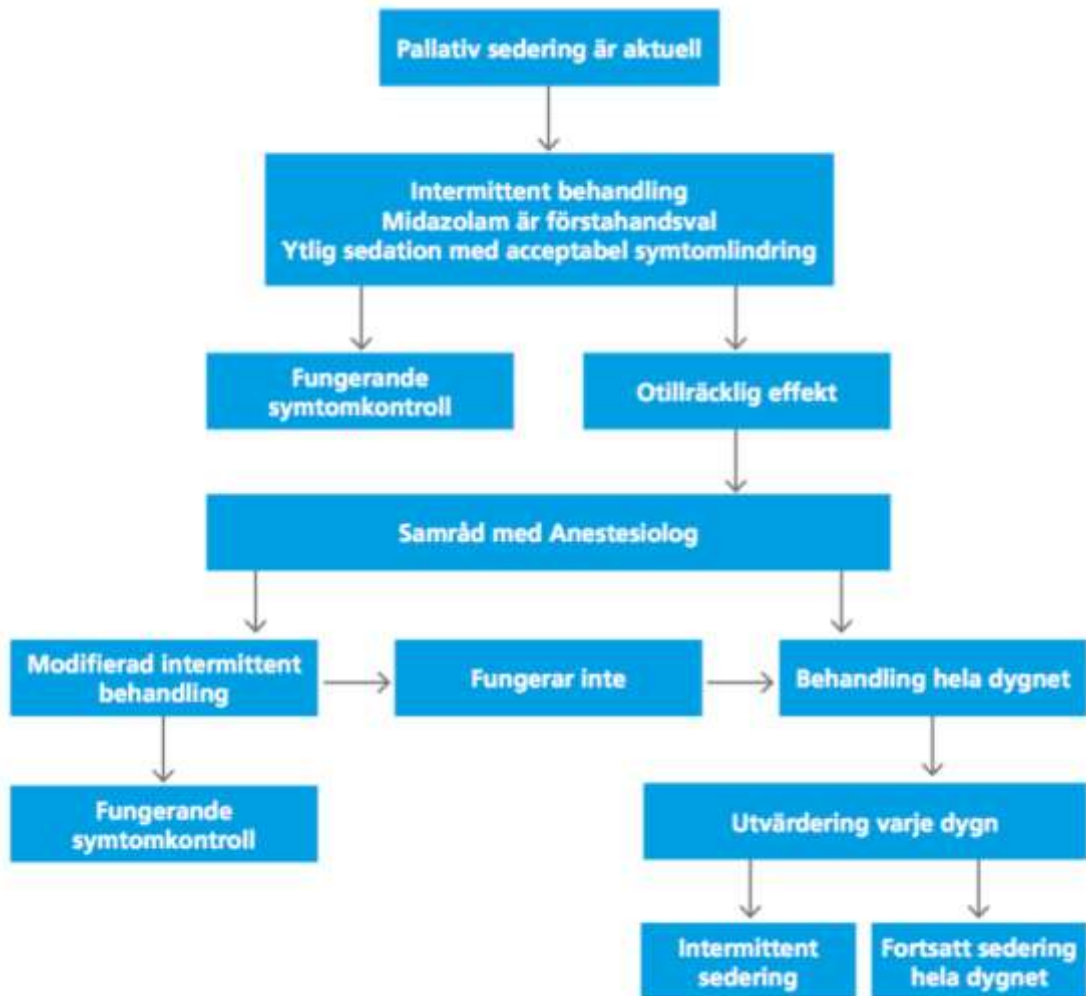 Pallativ sedering är aktuell
Intermittent behandling
Midazolam är förstahandsval
Ytlig sedation med acceptabel symtomlindring
Fungerande
symtomkontroll
Otillräcklig effekt
Samråd med Anestesiolog
Modifierad intermittent
behandling
Fungerar inte
Behandling hela dygnet
Fungerande
symtomkontroll
Utvärdering varje dygn
Intermittent
sedering
Fortsatt sedering
hela dygnet